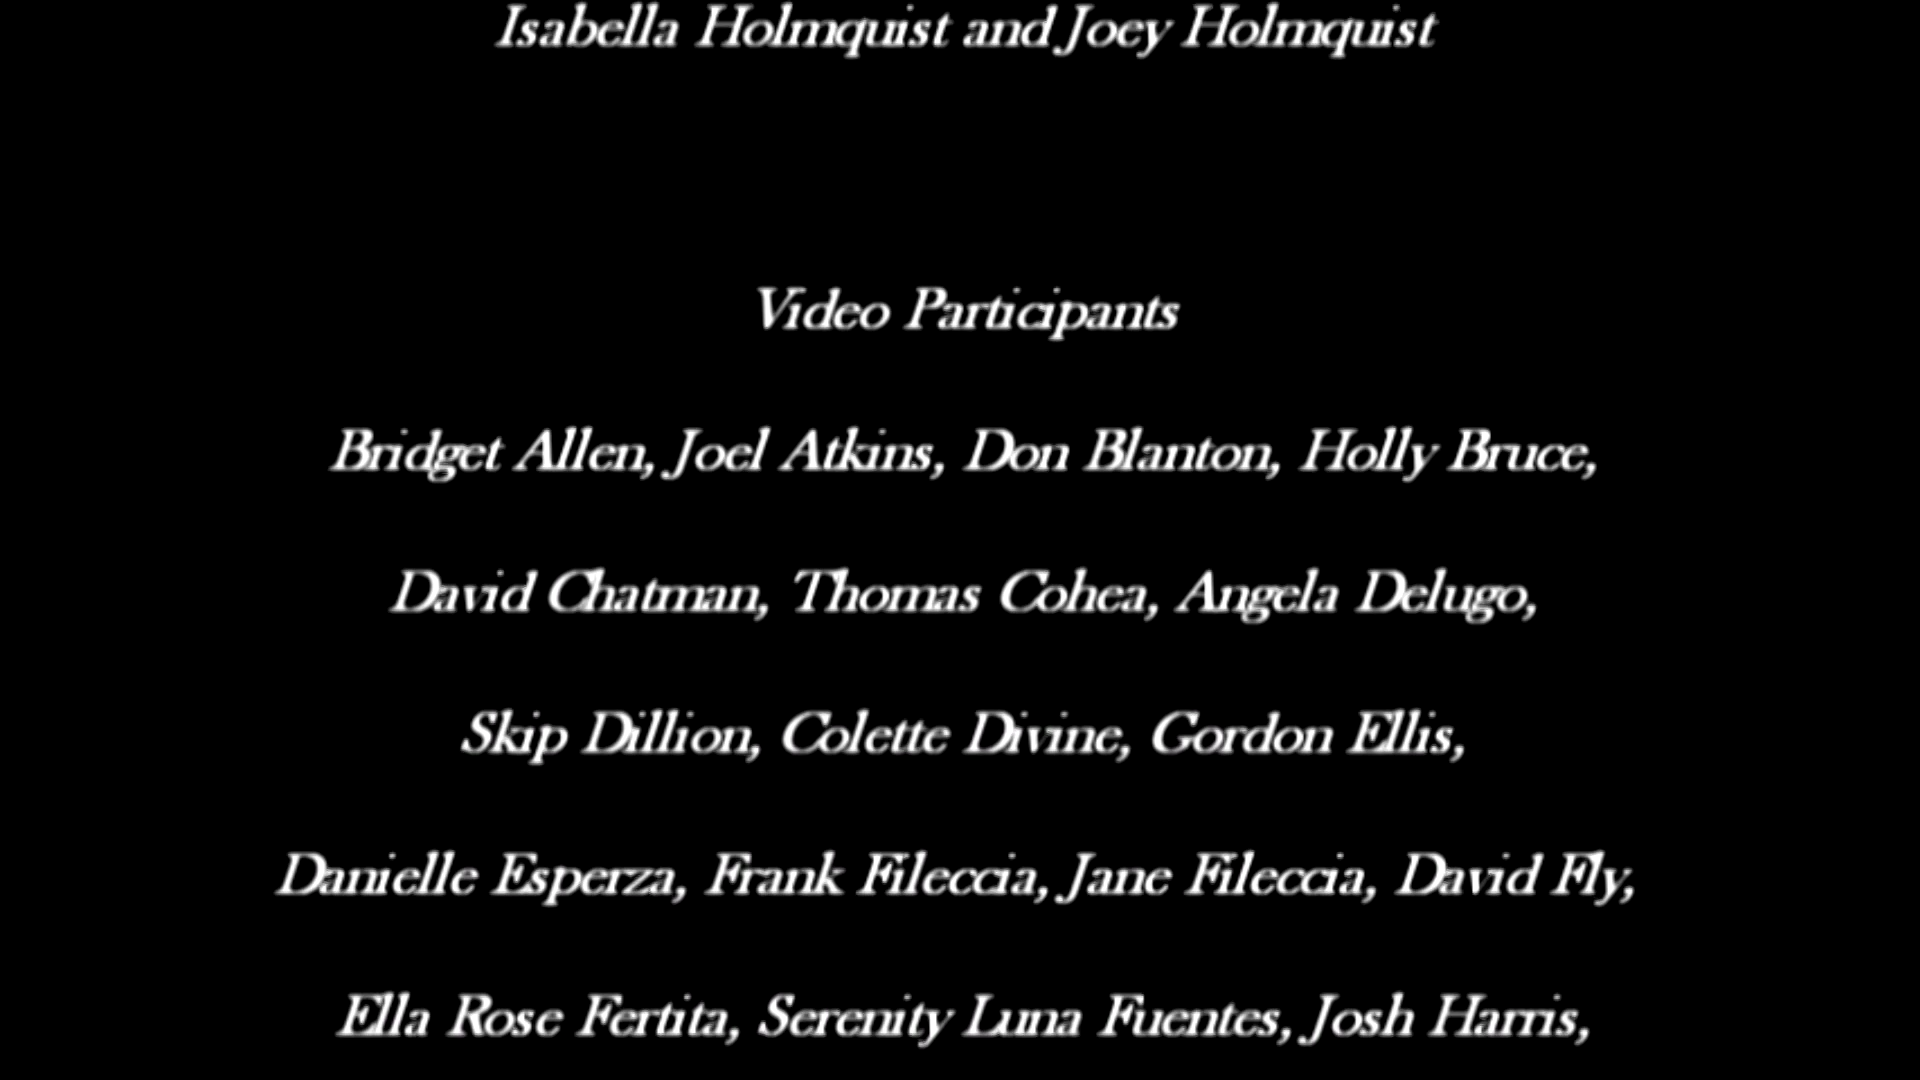 Isabella Holmquist and Joey Holmquist
Video Participants
Bridget Allen, Joel Atkins, Don Blanton, Holly Bruce,
David Chatman, Thomas Cohea, Angela Delugo,
Skip Dillion, Colette Divine, Gordon Ellis,
Danielle Esperza, Frank Fileccia, Jane Fileccia, David Fly,
Ella Rose Fertita, Serenity Luna Fuentes, Josh Harris,